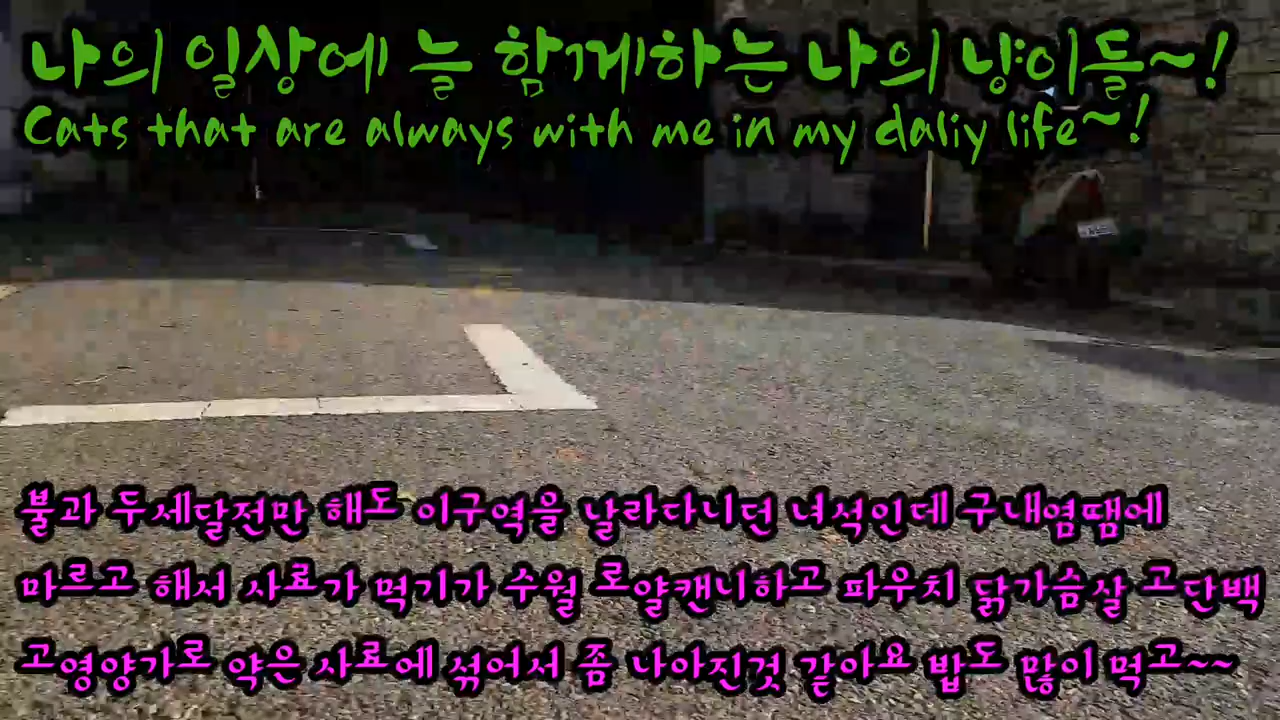 나의 일상에 늘 함께하는 나의 냥이들~!
Cats that are always with me in my daliy life~!
불과 두세달전만 해도 이구역을 날라다니던 녀석인데 구내염땜에
마르고 해서 사료가 먹기가 수월 로얄캔니하고 파우치 닭가슴살 고단백
고영양기로 약은 사료에 섞어서 좀 나아진것 같아요 밥도 많이 먹고~~